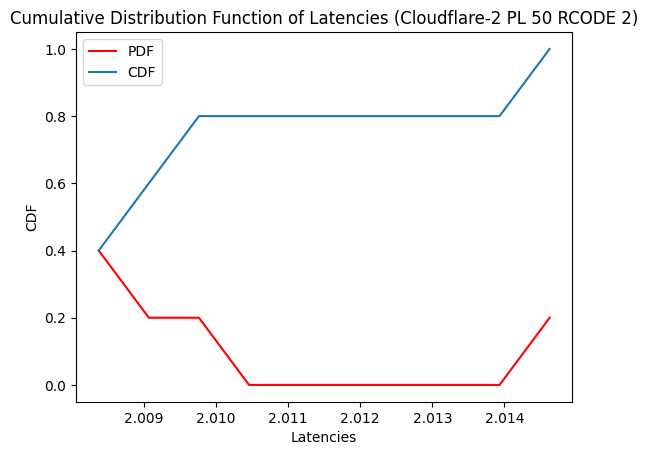 Cumulative Distribution Function of Latencies (Cloudflare-2 PL 50 RCODE 2)
PDF
CDF
1.0
0.8
0.6
0.4
0.2
0.0
CDF
2.009 2.010 2.011 2.012 2.013 2.014
Latencies